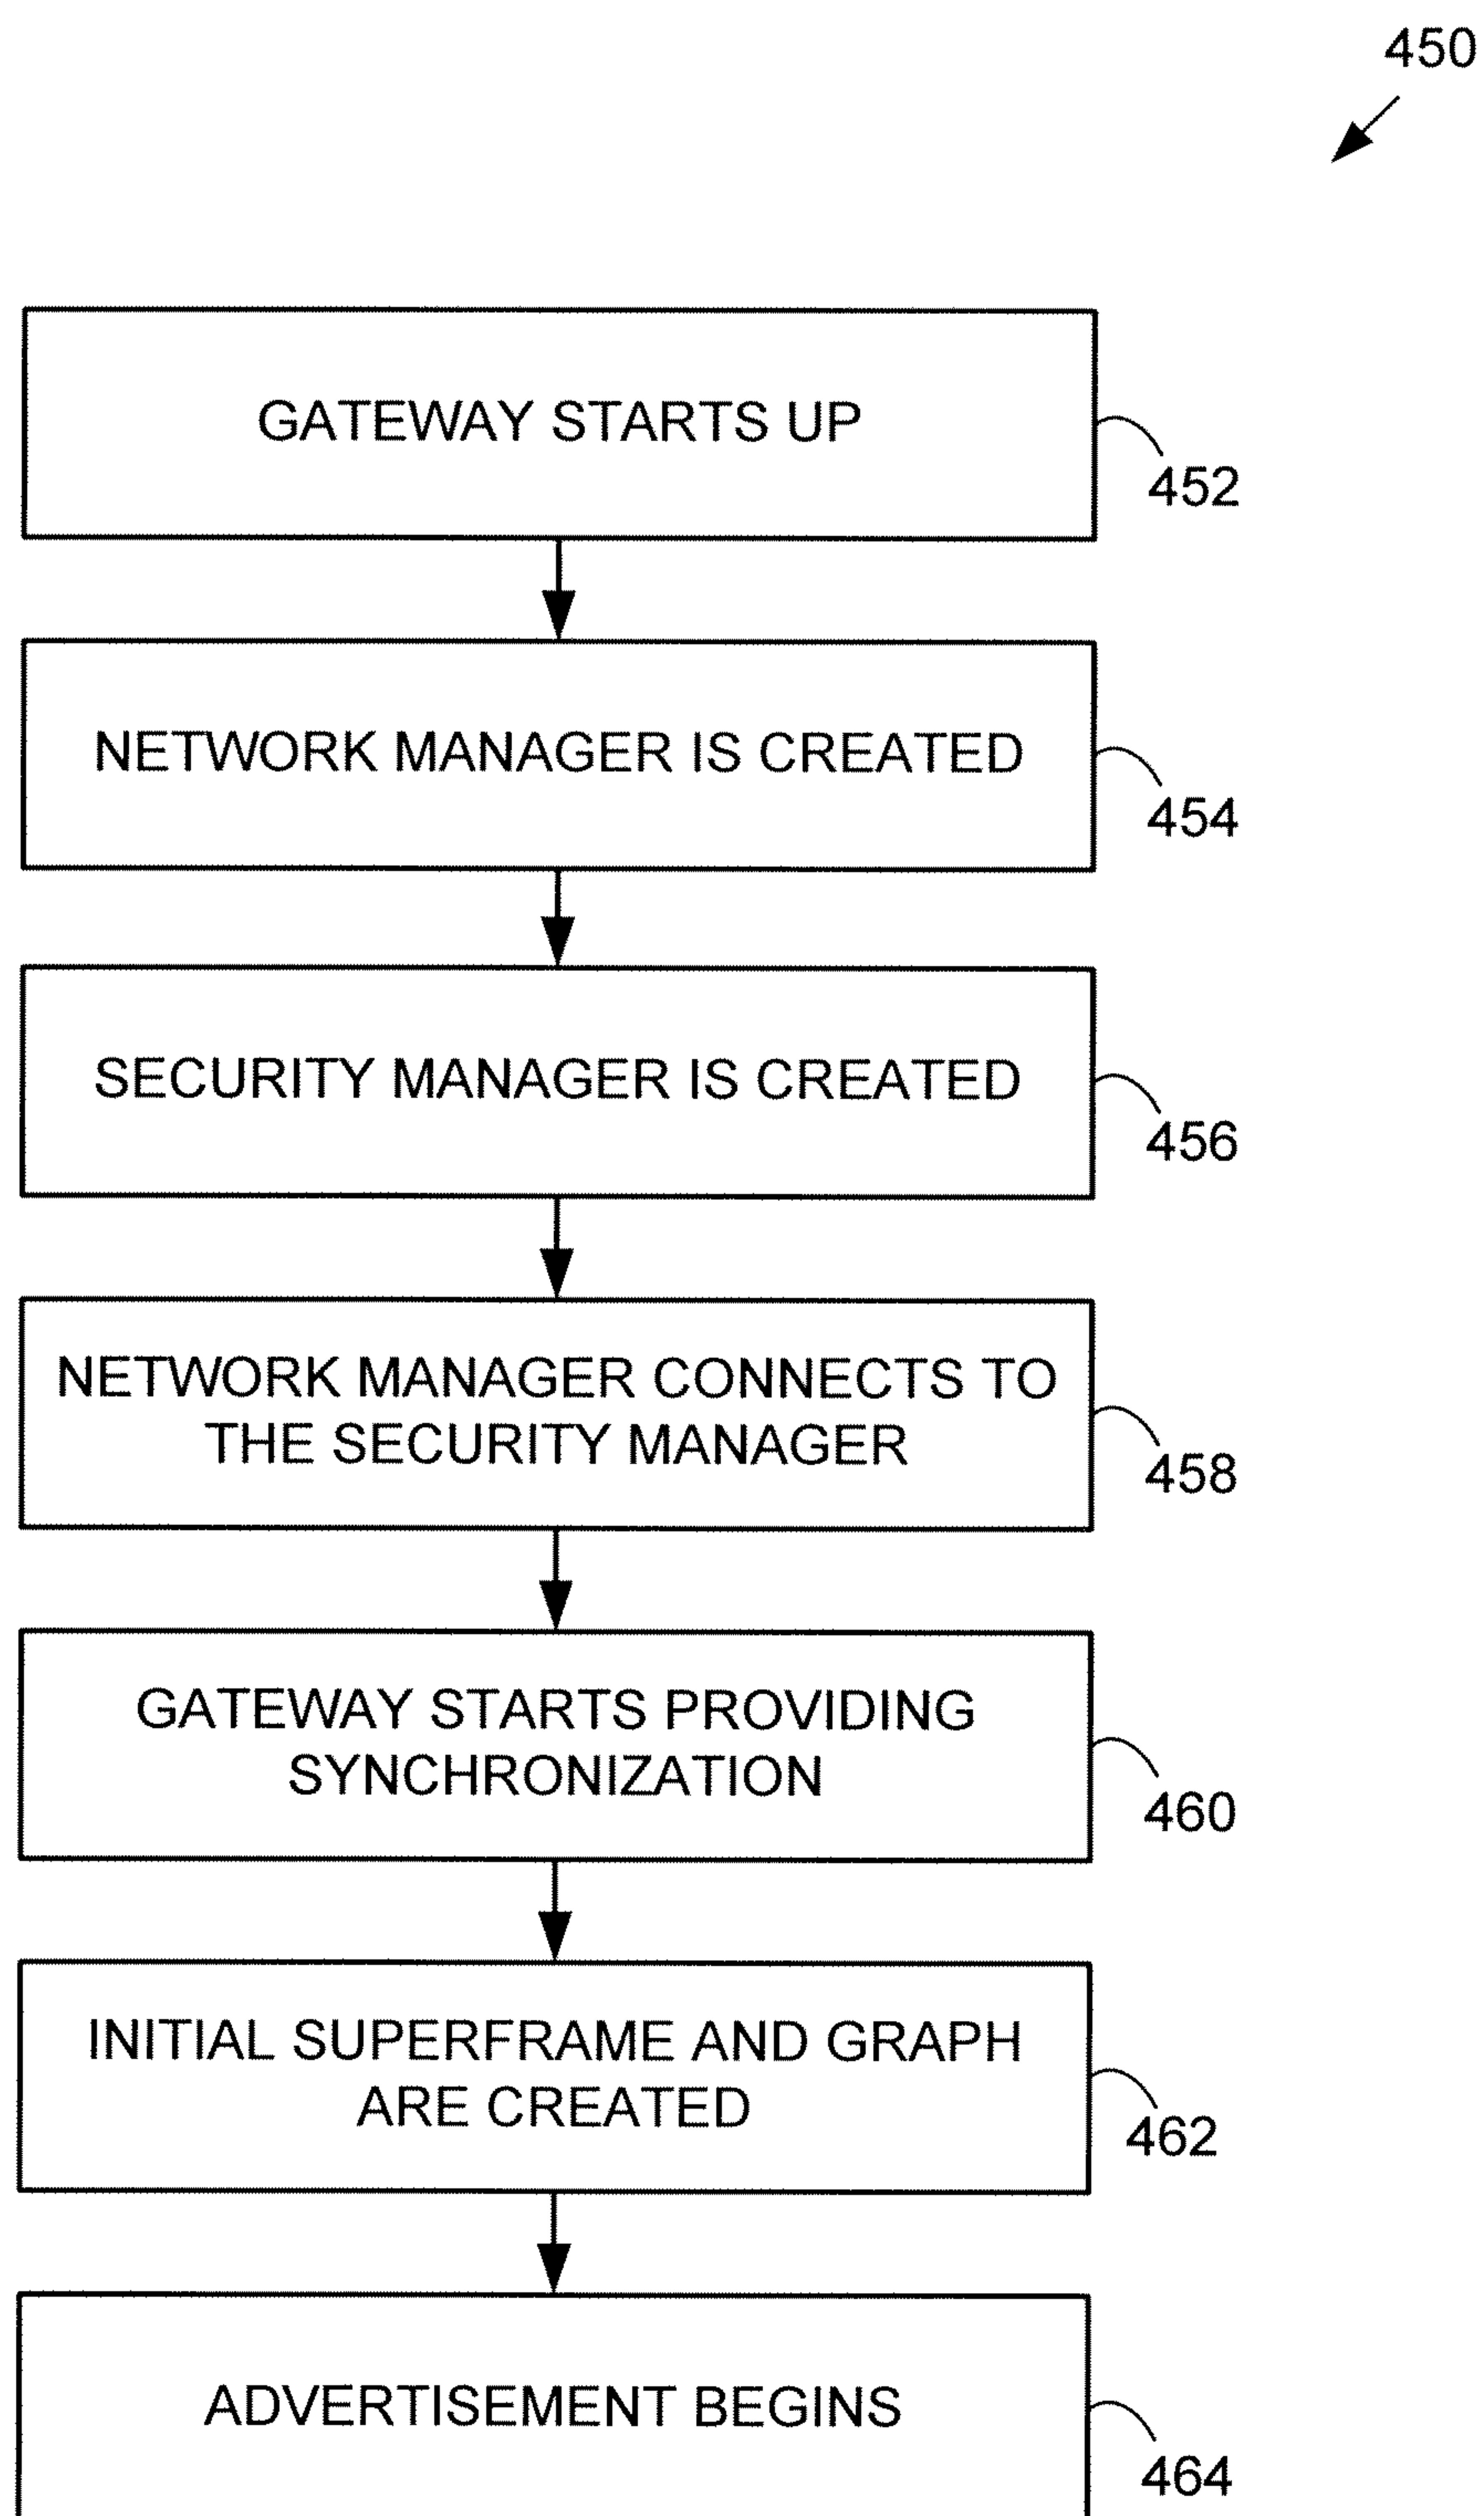 450
GATEWAY STARTS UP
452
NETWORK MANAGER IS CREATED
454
SECURITY MANAGER IS CREATED
456
NETWORK MANAGER CONNECTS TO
THE SECURITY MANAGER
458
GATEWAY STARTS PROVIDING
SYNCHRONIZATION
460
INITIAL SUPERFRAME AND GRAPH
ARE CREATED
462
ADVERTISEMENT BEGINS
464